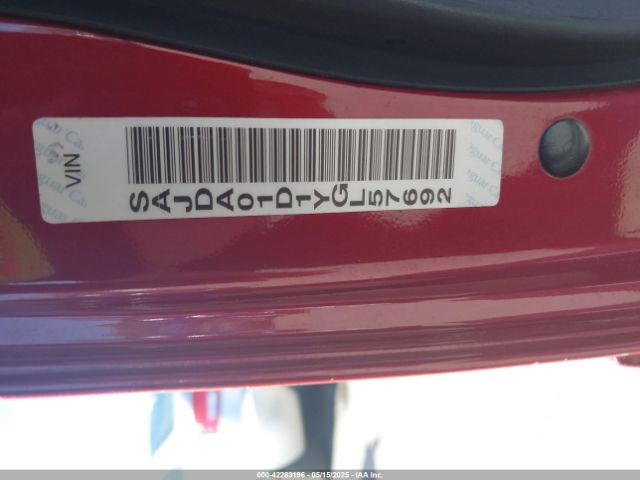 VIN
SAJDA01D1YGL57692
000-42283196 - 05/15/2025 - © IAA Inc.